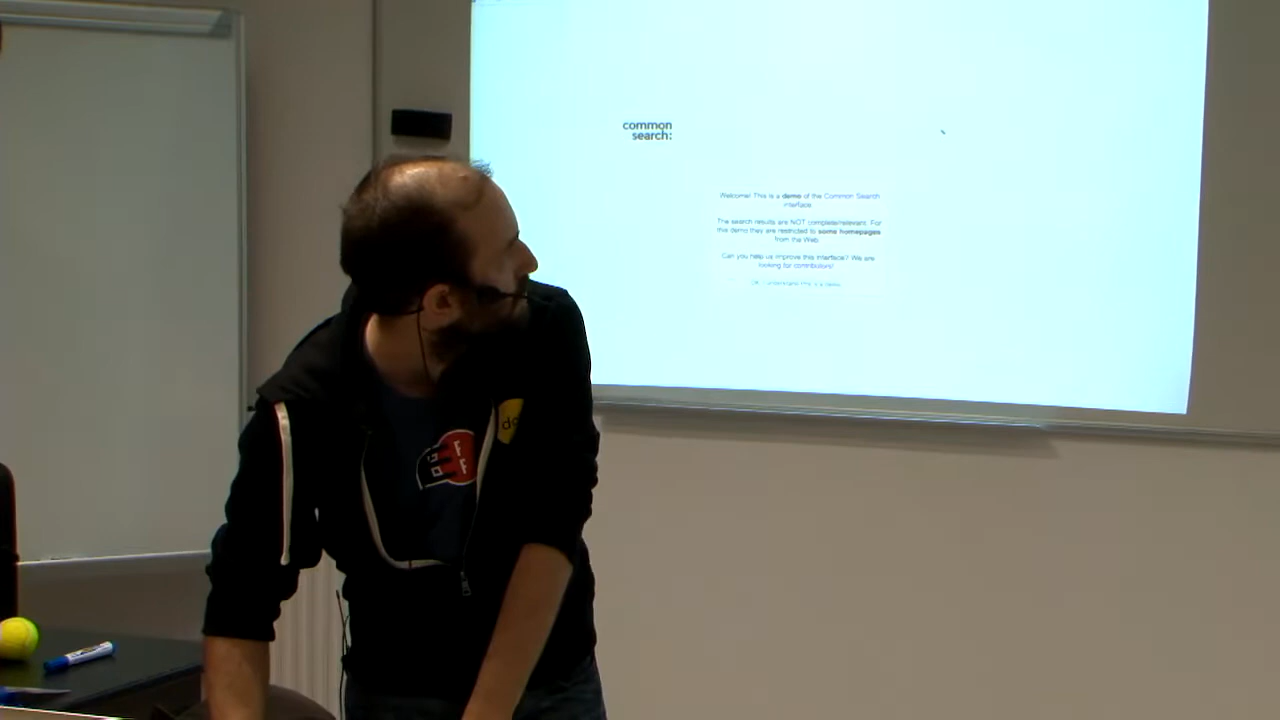 common
search:
Welcome! This is a demo of the Common Search
interface.
The search results are NOT complete/relevant. For
this demo they are restricted to some homepages
from the Web.
Can you help us improve this interface? We are
looking for contributors!